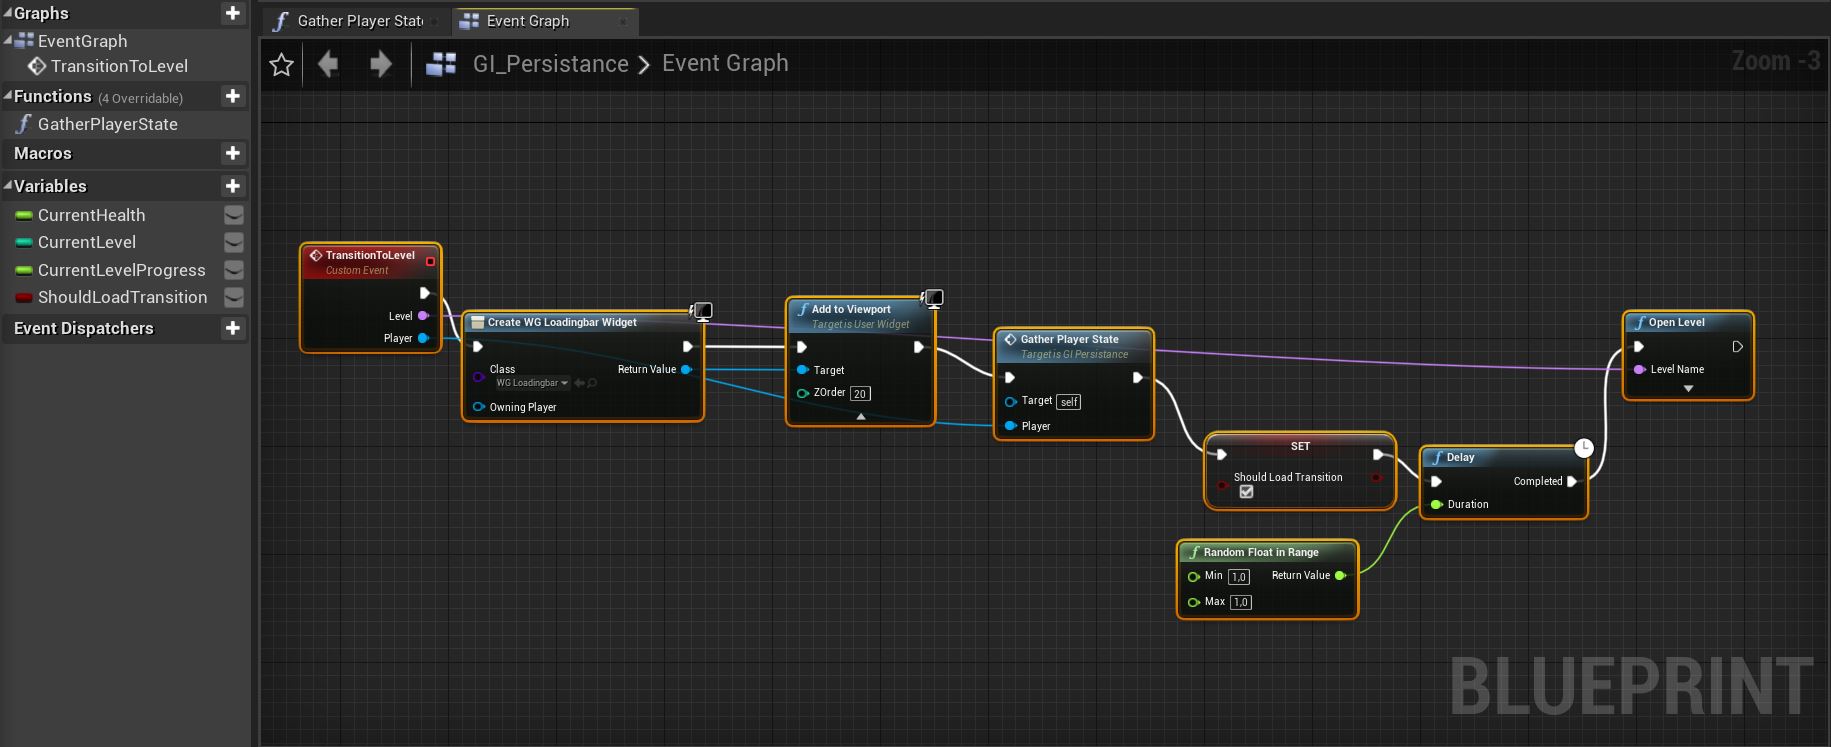 Graphs
EventGraph
TransitionToLevel
Functions (4 Overridable)
GatherPlayerState
Macros
Variables
CurrentHealth
CurrentLevel
CurrentLevelProgress
ShouldLoadTransition
Event Dispatchers
Gather Player Stat
Event Graph
GI_Persistance > Event Graph
Zoom -3
TransitionToLevel
Custom Event
Level
Player
Create WG Loadingbar Widget
Class
WG Loadingbar
Return Value
Owning Player
Add to Viewport
Target is User Widget
Target
ZOrder 20
Gather Player State
Target is GI Persistance
Target self
Player
SET
Should Load Transition
Random Float in Range
Min 1,0
Return Value
Max 1,0
Delay
Completed
Duration
Open Level
Level Name
BLUEPRINT